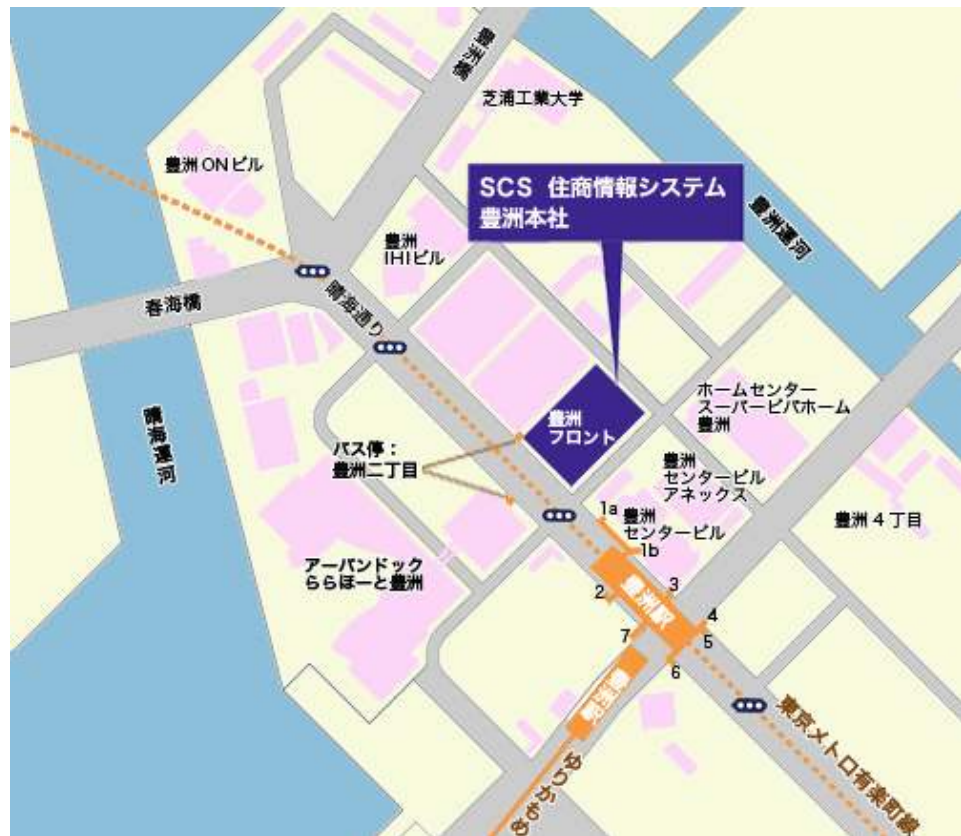 豊洲橋
芝浦工業大学
豊洲ONビル
SCS 住商情報システム
豊洲本社
豊洲運河
豊洲
IHIビル
春海橋
晴海通り
晴海運河
豊洲
フロント
ホームセンター
スーパービバホーム
豊洲
バス停：
豊洲二丁目
豊洲
センタービル
アネックス
1a
豊洲
センタービル
1b
豊洲4丁目
アーバンドック
ららぽーと豊洲
豊洲駅
2
3
4
5
6
7
豊洲駅
ゆりかもめ
東京メトロ有楽町線